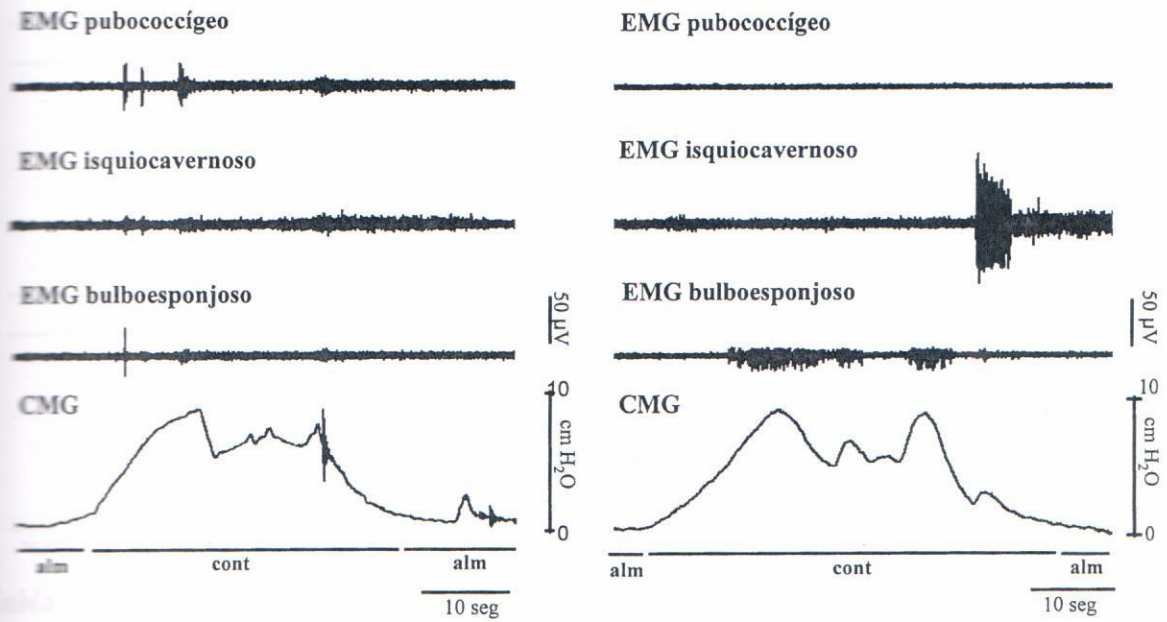 EMG pubococcígeo
EMG isquiocavernoso
EMG bulboesponjoso
50 µV
CMG
10
cm H₂O
0
alm cont alm
10 seg
EMG pubococcígeo
EMG isquiocavernoso
EMG bulboesponjoso
50 µV
CMG
10
cm H₂O
0
alm cont alm
10 seg